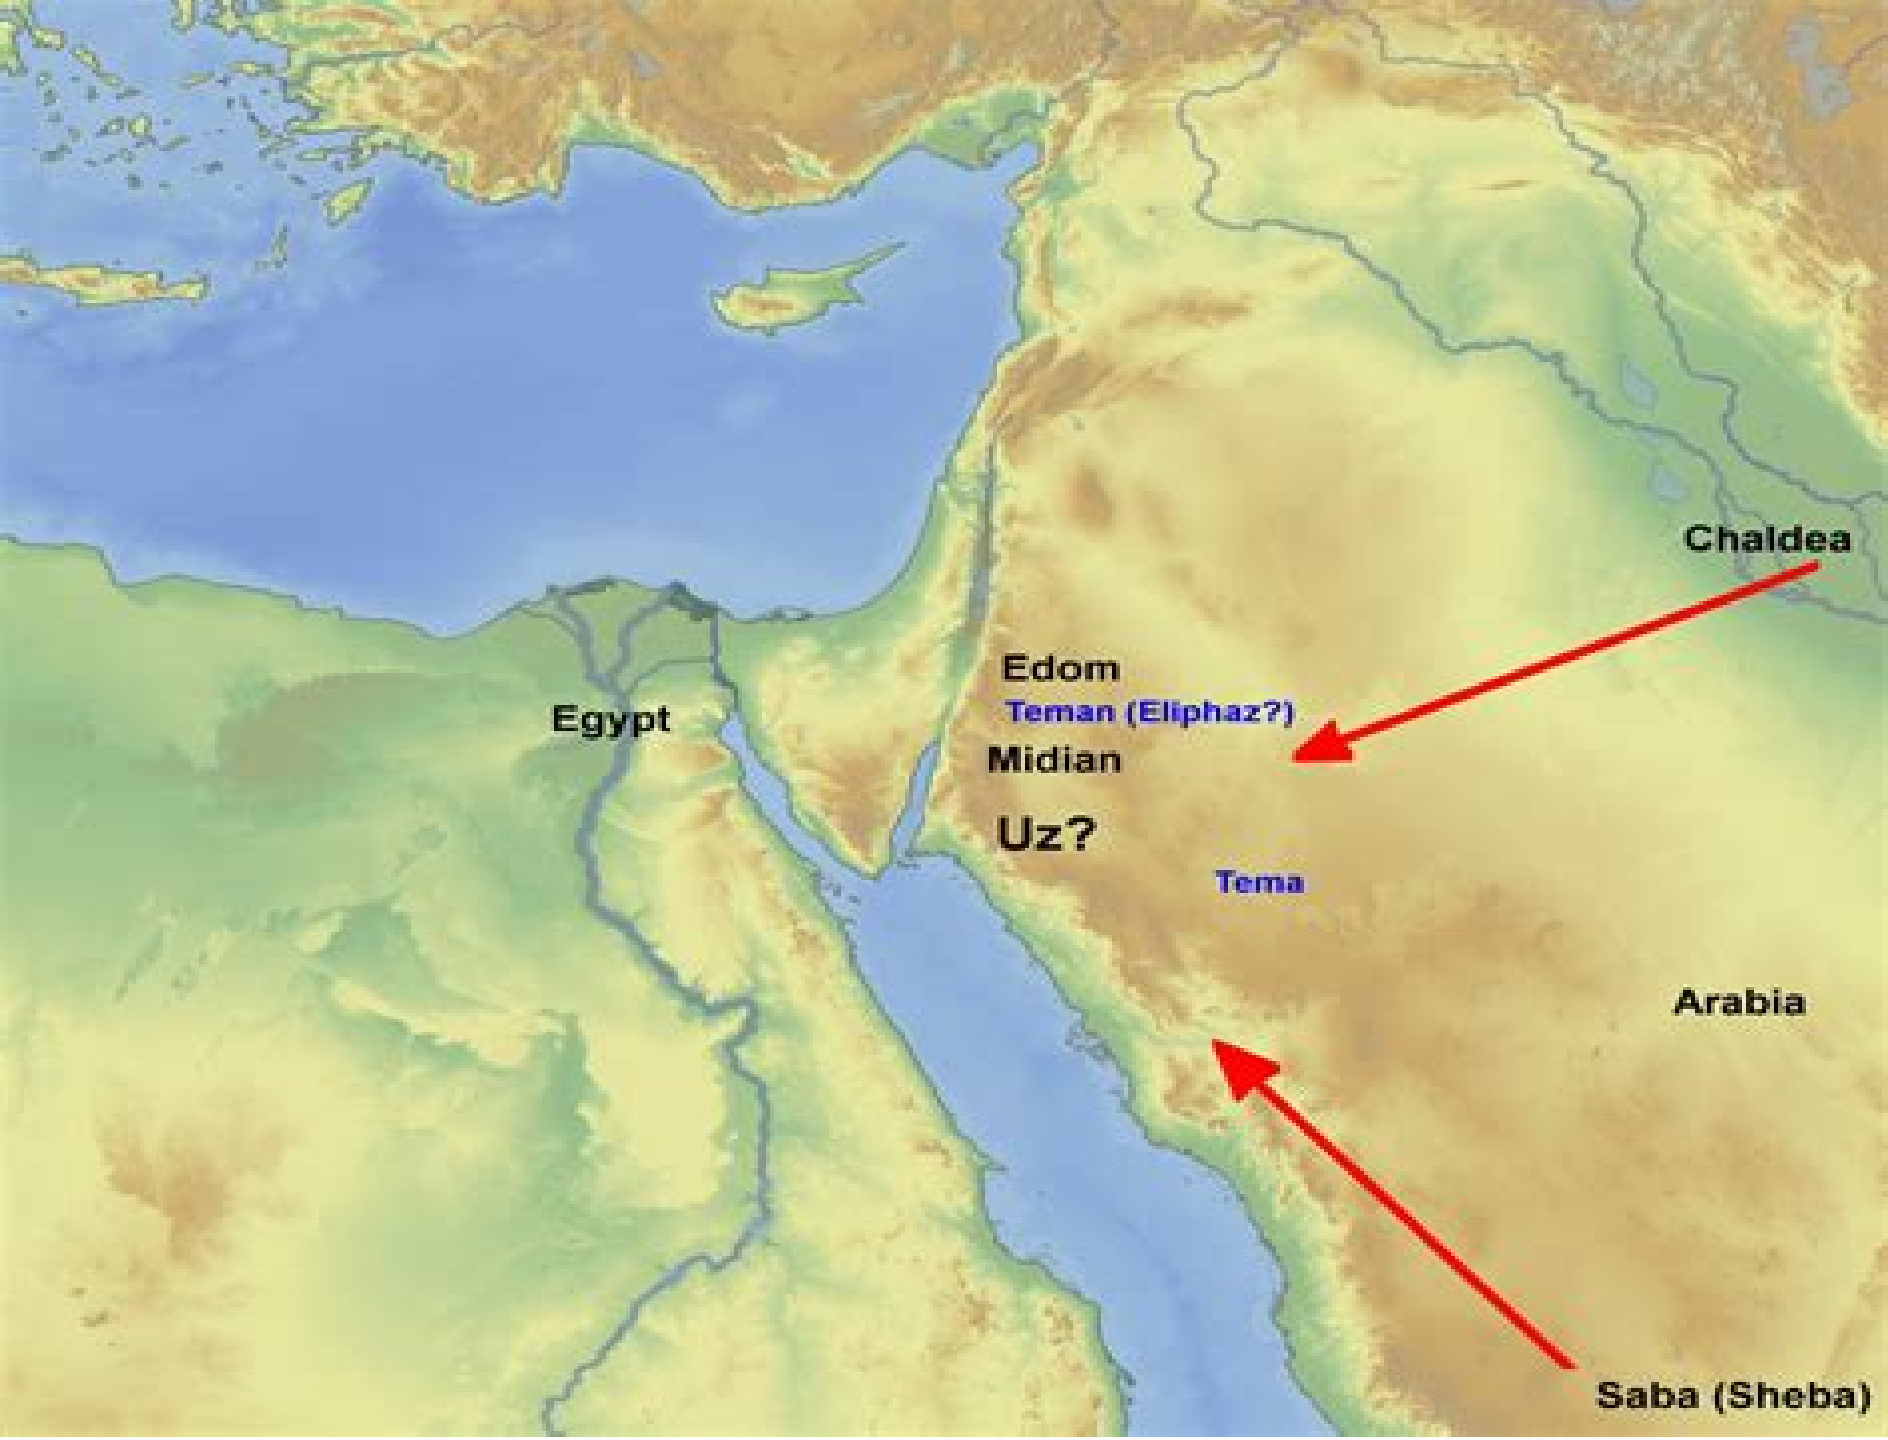 Chaldea
Edom
Teman (Eliphaz?)
Egypt
Midian
Uz?
Tema
Arabia
Saba (Sheba)